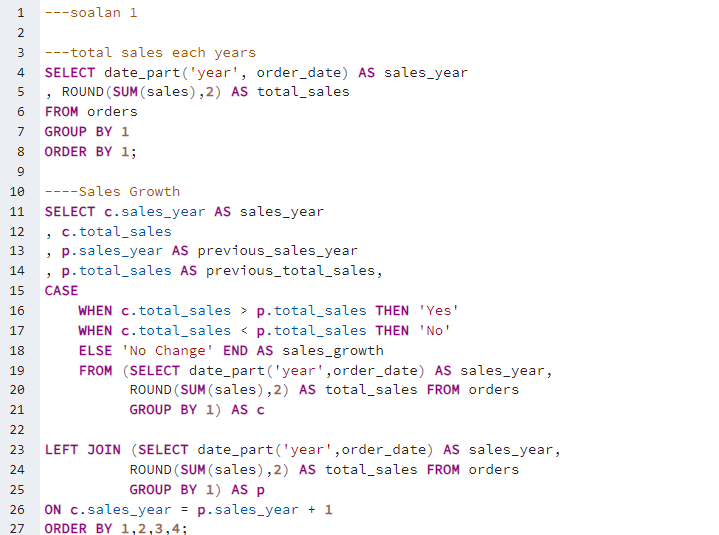 1 ---soalan 1
2
3 ---total sales each years
4 SELECT date_part('year', order_date) AS sales_year
5 , ROUND(SUM(sales),2) AS total_sales
6 FROM orders
7 GROUP BY 1
8 ORDER BY 1;
9
10 ----Sales Growth
11 SELECT c.sales_year AS sales_year
12 , c.total_sales
13 , p.sales_year AS previous_sales_year
14 , p.total_sales AS previous_total_sales,
15 CASE
16     WHEN c.total_sales > p.total_sales THEN 'Yes'
17     WHEN c.total_sales < p.total_sales THEN 'No'
18     ELSE 'No Change' END AS sales_growth
19     FROM (SELECT date_part('year',order_date) AS sales_year,
20           ROUND(SUM(sales),2) AS total_sales FROM orders
21           GROUP BY 1) AS c
22
23 LEFT JOIN (SELECT date_part('year',order_date) AS sales_year,
24           ROUND(SUM(sales),2) AS total_sales FROM orders
25           GROUP BY 1) AS p
26 ON c.sales_year = p.sales_year + 1
27 ORDER BY 1,2,3,4;